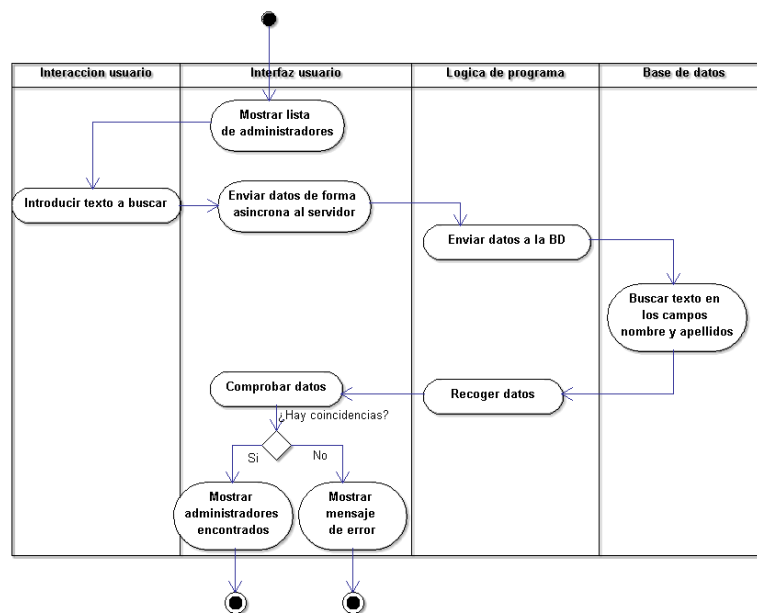 Interaccion usuario
Interfaz usuario
Logica de programa
Base de datos
Mostrar lista
de administradores
Introducir texto a buscar
Enviar datos de forma
asincrona al servidor
Enviar datos a la BD
Buscar texto en
los campos
nombre y apellidos
Comprobar datos
Recoger datos
¿Hay coincidencias?
Si
No
Mostrar
administradores
encontrados
Mostrar
mensaje
de error